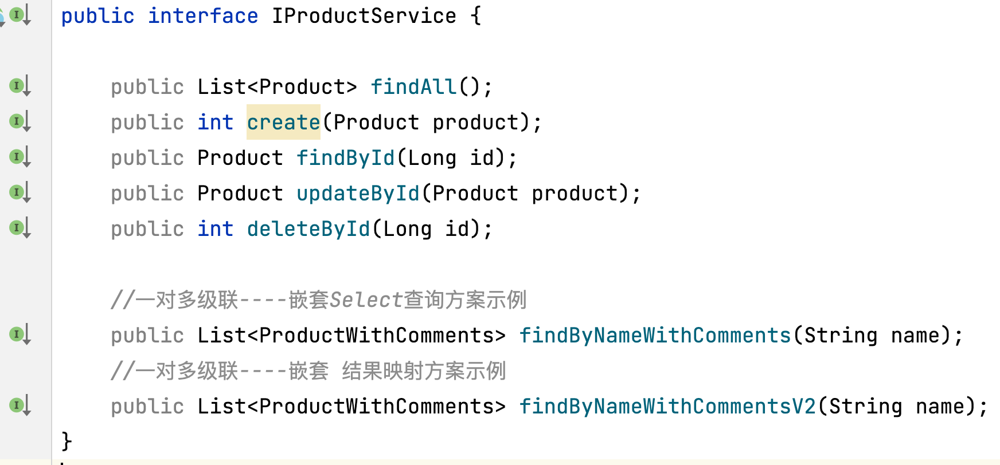 public interface IProductService {
public List<Product> findAll();
public int create(Product product);
public Product findById(Long id);
public Product updateById(Product product);
public int deleteById(Long id);
//一对多级联----嵌套Select查询方案示例
public List<ProductWithComments> findByNameWithComments(String name);
//一对多级联----嵌套 结果映射方案示例
public List<ProductWithComments> findByNameWithCommentsV2(String name);
}